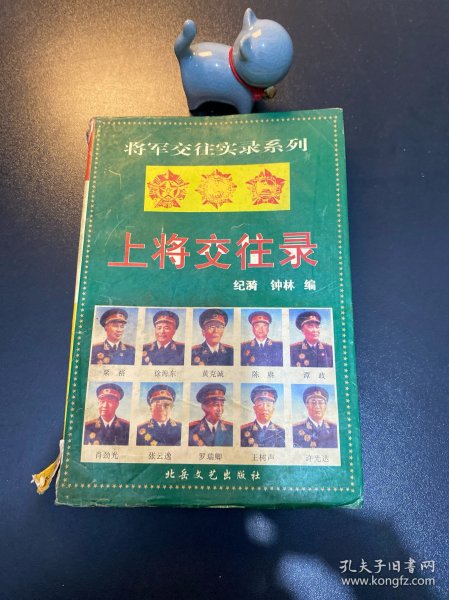 将军交往实录系列
上将交往录
纪漪 钟林 编
粟裕 徐海东 黄克诚 陈赓 谭政
肖劲光 张云逸 罗瑞卿 王树声 许光达
北岳文艺出版社
孔夫子旧书网
www.kongfz.com